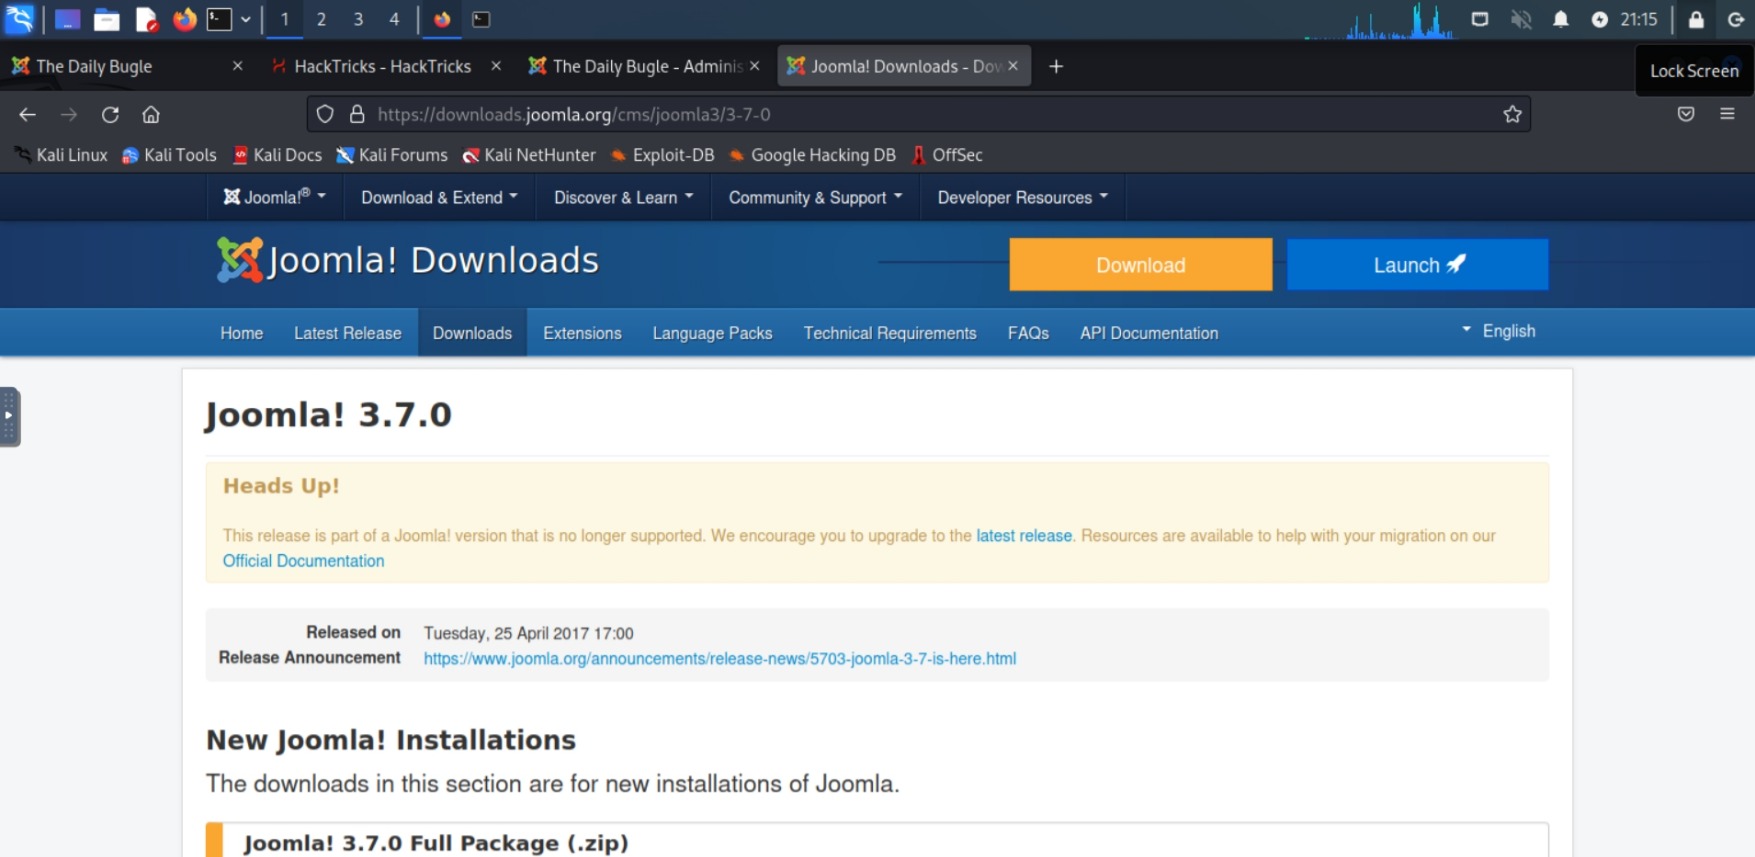 1 2 3 4 21:15
The Daily Bugle × HackTricks - HackTricks × The Daily Bugle - Adminis × Joomla! Downloads - Dow × +
Lock Screen
https://downloads.joomla.org/cms/joomla3/3-7-0
Kali Linux Kali Tools Kali Docs Kali Forums Kali NetHunter Exploit-DB Google Hacking DB OffSec
Joomla!® Download & Extend Discover & Learn Community & Support Developer Resources
Joomla! Downloads Download Launch
Home Latest Release Downloads Extensions Language Packs Technical Requirements FAQs API Documentation English
Joomla! 3.7.0
Heads Up!
This release is part of a Joomla! version that is no longer supported. We encourage you to upgrade to the latest release. Resources are available to help with your migration on our
Official Documentation
Released on Tuesday, 25 April 2017 17:00
Release Announcement https://www.joomla.org/announcements/release-news/5703-joomla-3-7-is-here.html
New Joomla! Installations
The downloads in this section are for new installations of Joomla.
Joomla! 3.7.0 Full Package (.zip)